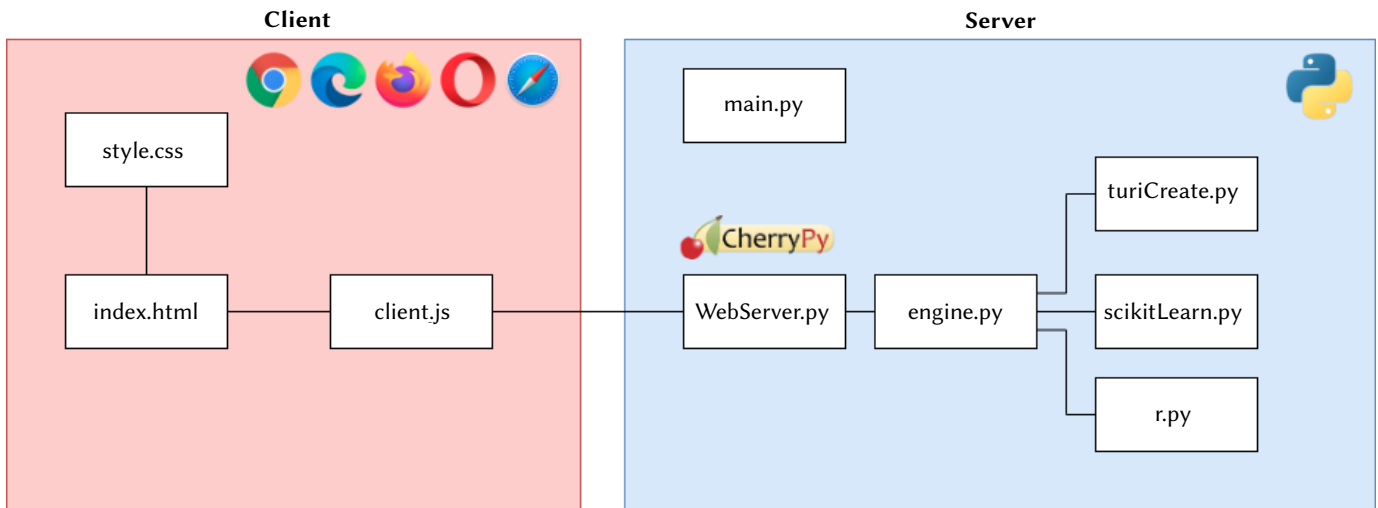 Client
Server
main.py
style.css
turiCreate.py
CherryPy
index.html
client.js
WebServer.py
engine.py
scikitLearn.py
r.py